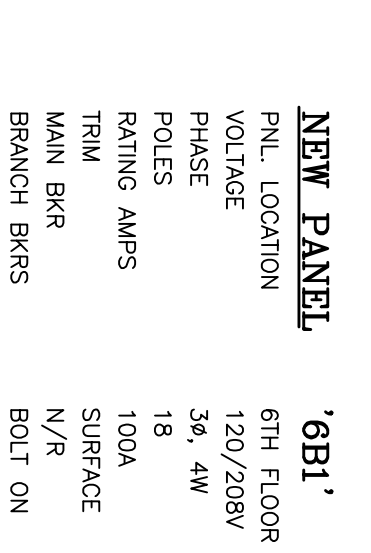 NEW PANEL '6B1'
PNL. LOCATION 6TH FLOOR
VOLTAGE 120/208V
PHASE 3ø, 4W
POLES 18
RATING AMPS 100A
TRIM SURFACE
MAIN BKR N/R
BRANCH BKRS BOLT ON